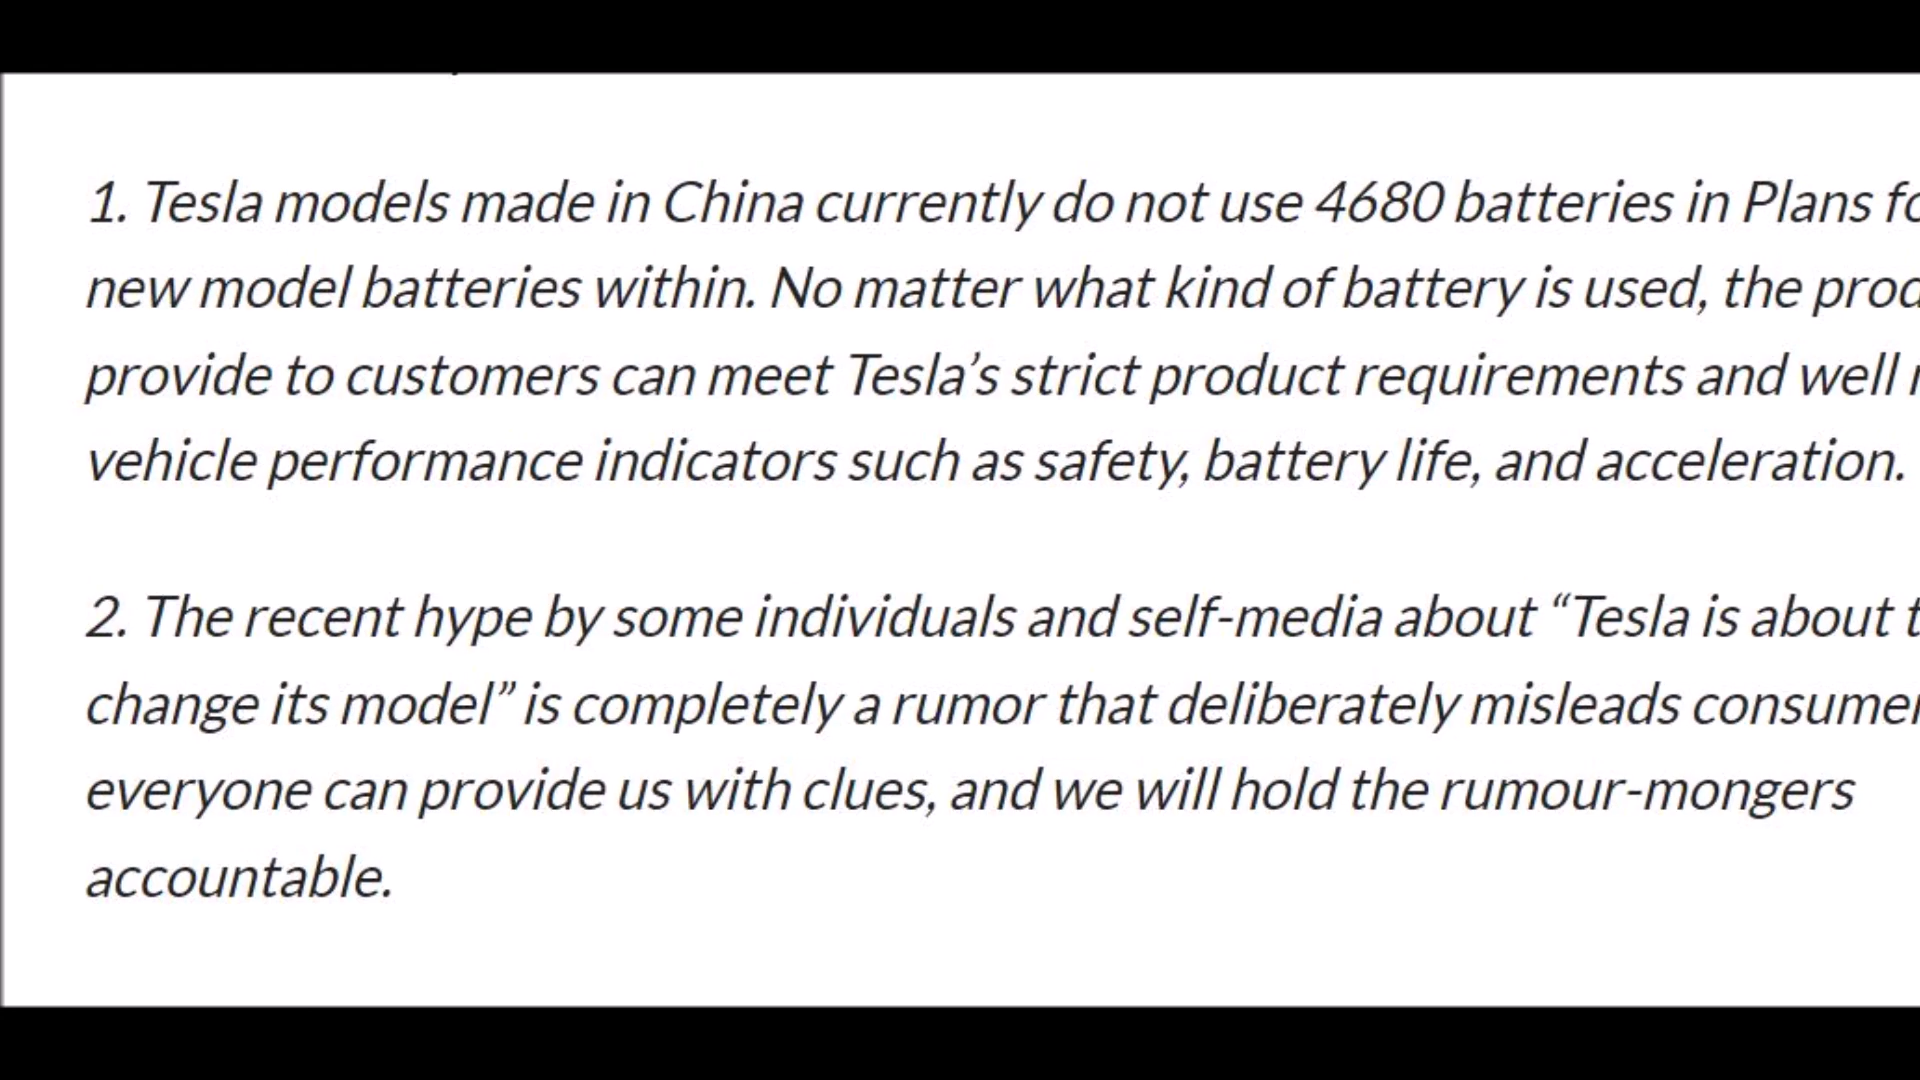 1. Tesla models made in China currently do not use 4680 batteries in Plans
new model batteries within. No matter what kind of battery is used, the
provide to customers can meet Tesla’s strict product requirements and well
vehicle performance indicators such as safety, battery life, and acceleration.
2. The recent hype by some individuals and self-media about “Tesla is about
change its model” is completely a rumor that deliberately misleads
everyone can provide us with clues, and we will hold the rumour-mongers
accountable.